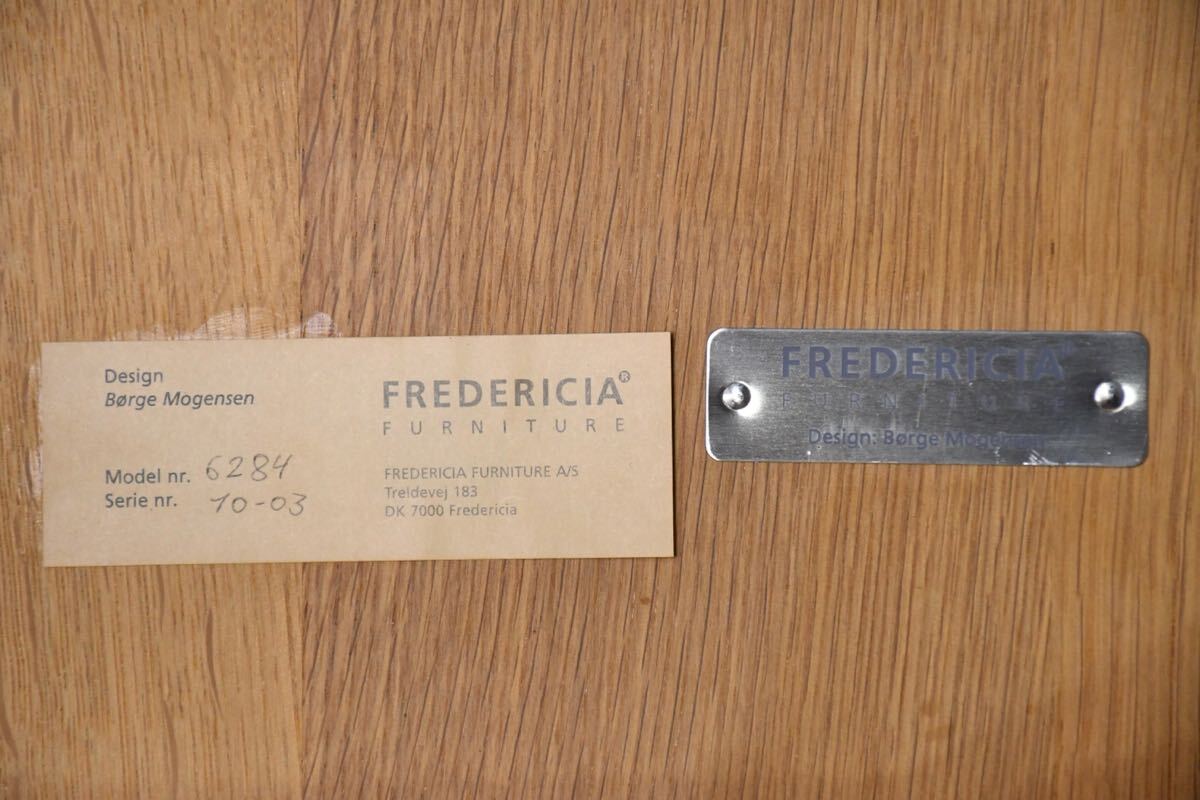 Design
Børge Mogensen
Model nr. 6284
Serie nr. 10-03
FREDERICIA®
FURNITURE
FREDERICIA FURNITURE A/S
Treldevej 183
DK 7000 Fredericia
FREDERICIA®
FURNITURE
Design: Børge Mogensen